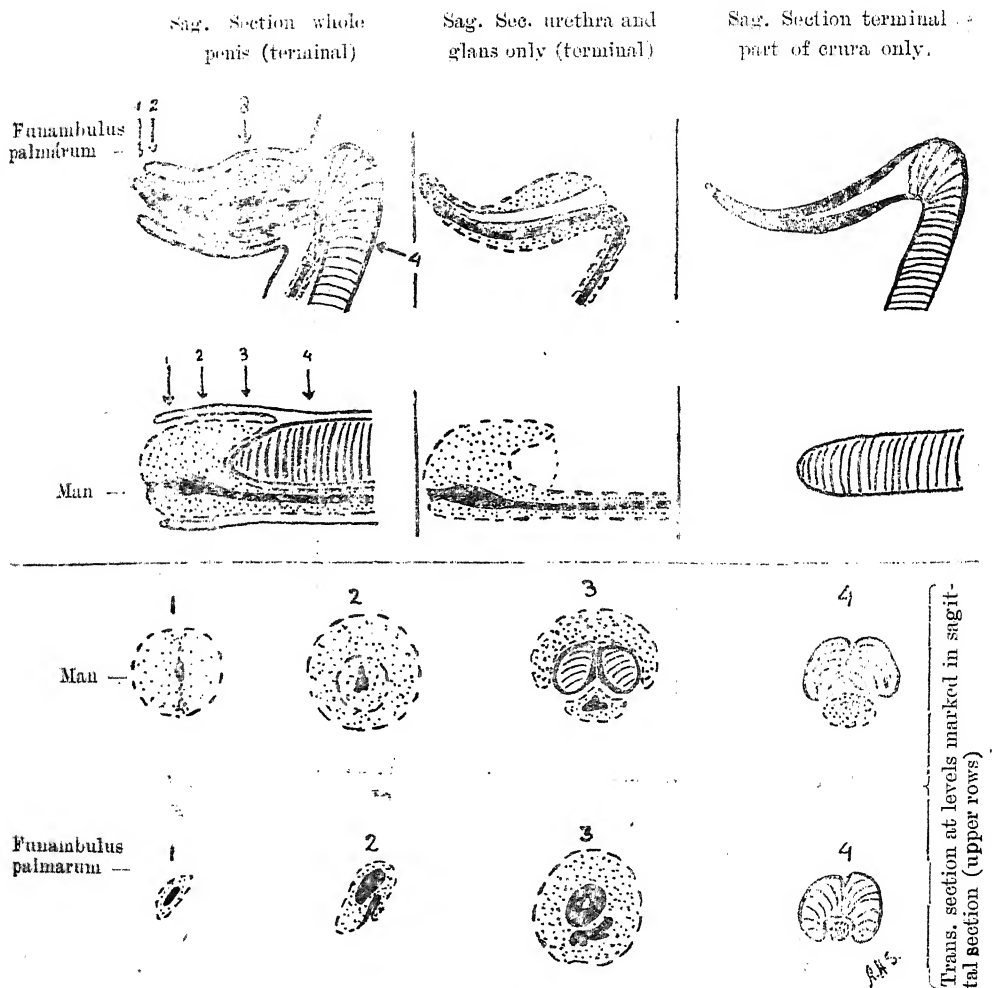 Sag. Section whole
penis (terminal)
Sag. Sec. urethra and
glans only (terminal)
Sag. Section terminal
part of crura only.
1 2 3
Funambulus
palmarum —
4
1 2 3 4
Man —
1 2 3 4
Man —
Funambulus
palmarum —
1 2 3 4
R.H.S.
Trans. section at levels marked in sagit-
tal section (upper rows)